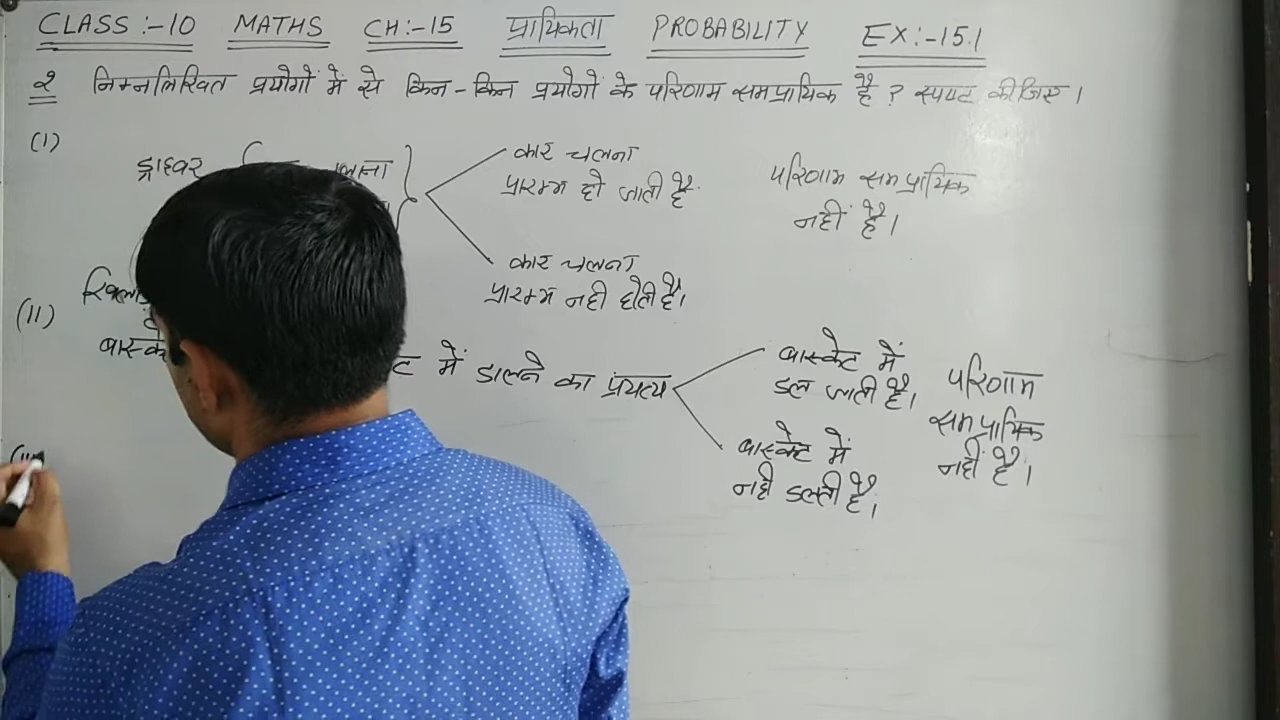 CLASS:-10 MATHS CH:-15 प्रायिकता PROBABILITY EX:-15.1
२ निम्नलिखित प्रयोगों में से किन-किन प्रयोगों के परिणाम समप्रायिक है ? स्पष्ट कीजिए ।
(I)
ड्राइवर
कार चलना
प्रारम्भ हो जाती है
परिणाम समप्रायिक
नहीं है।
कार चलना
प्रारम्भ नही होती है।
(II)
में डालने का प्रयत्य
बास्केट में
डल जाती है।
बास्केट में
नही डलती है।
परिणाम
समप्रायिक
नहीं है।